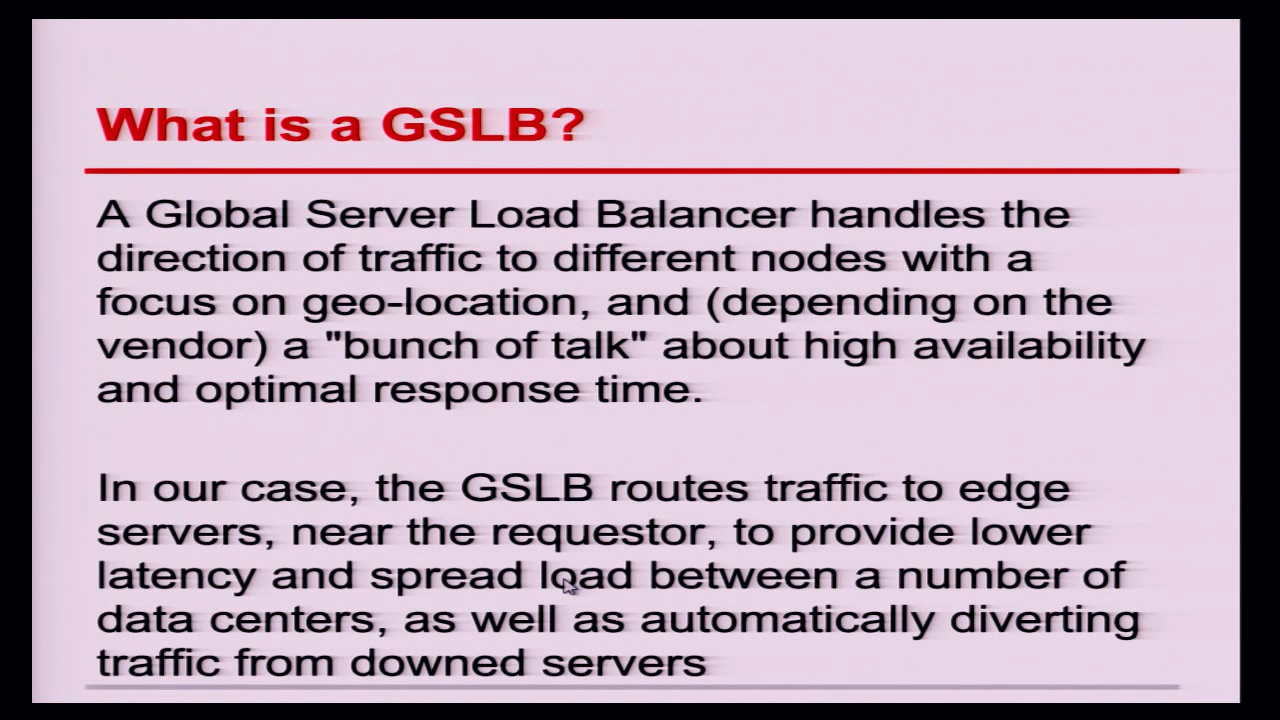 What is a GSLB?
A Global Server Load Balancer handles the
direction of traffic to different nodes with a
focus on geo-location, and (depending on the
vendor) a "bunch of talk" about high availability
and optimal response time.
In our case, the GSLB routes traffic to edge
servers, near the requestor, to provide lower
latency and spread load between a number of
data centers, as well as automatically diverting
traffic from downed servers